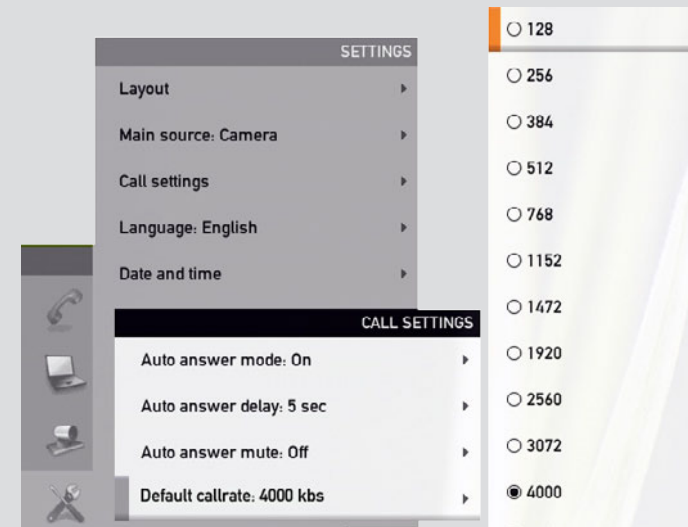 SETTINGS
Layout
Main source: Camera
Call settings
Language: English
Date and time
CALL SETTINGS
Auto answer mode: On
Auto answer delay: 5 sec
Auto answer mute: Off
Default callrate: 4000 kbs
128
256
384
512
768
1152
1472
1920
2560
3072
4000